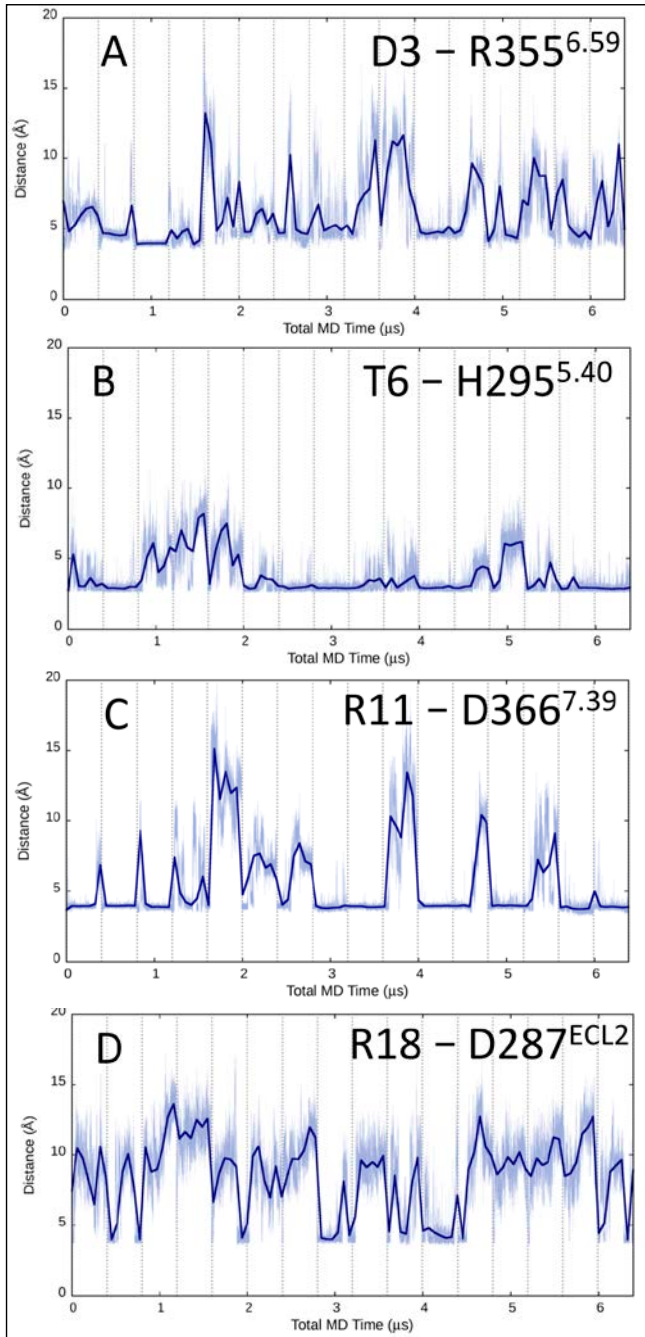 A
D3 – R355^6.59
20
15
10
5
0
Distance (Å)
0 1 2 3 4 5 6
Total MD Time (μs)
B
T6 – H295^5.40
20
15
10
5
0
Distance (Å)
0 1 2 3 4 5 6
Total MD Time (μs)
C
R11 – D366^7.39
20
15
10
5
0
Distance (Å)
0 1 2 3 4 5 6
Total MD Time (μs)
D
R18 – D287^ECL2
20
15
10
5
0
Distance (Å)
0 1 2 3 4 5 6
Total MD Time (μs)